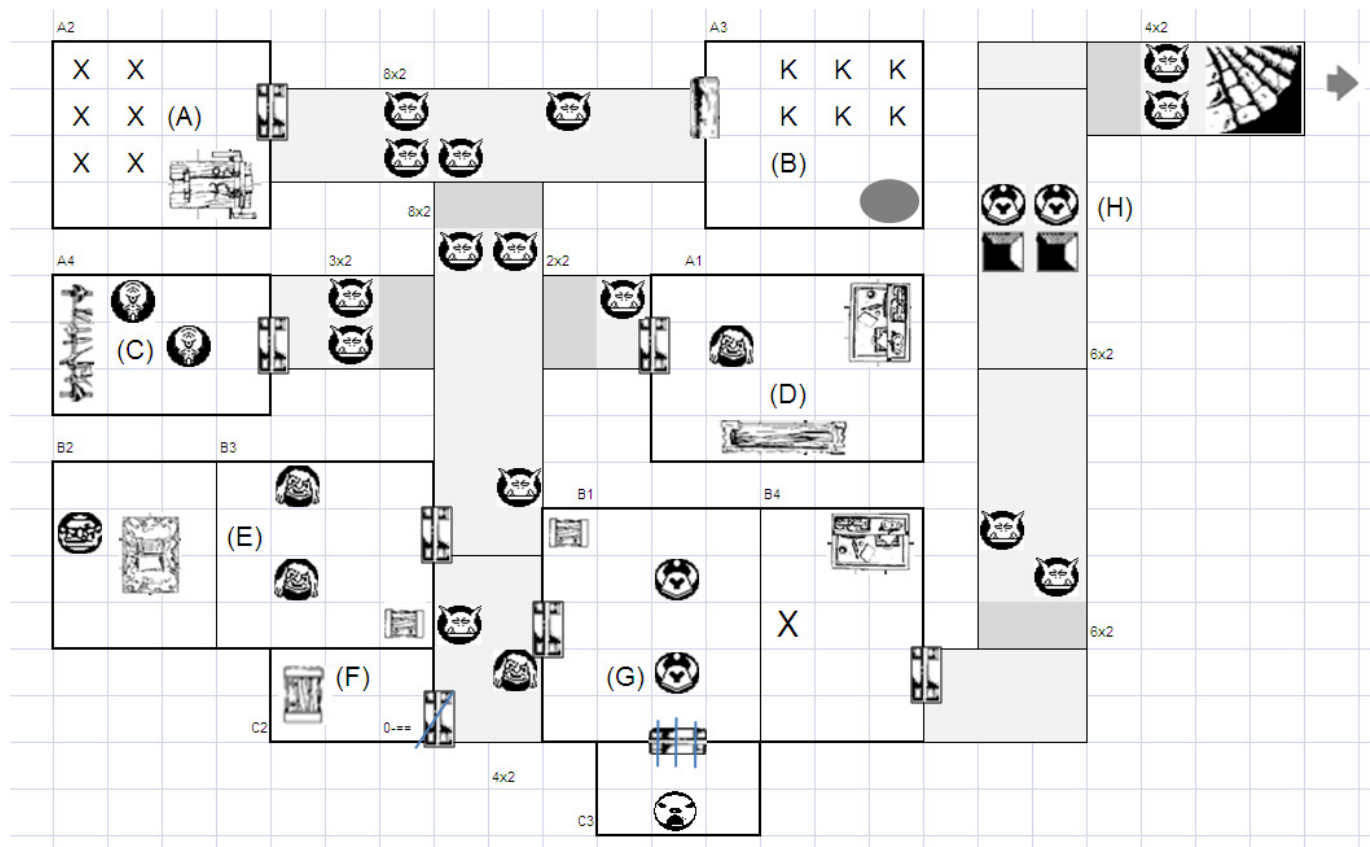 A2
A3
4x2
X X
8x2
K K K
X X (A)
K K K
X X
(B)
8x2
(H)
A4
3x2
2x2
A1
(C)
6x2
(D)
B2
B3
B1
B4
(E)
X
6x2
(F)
(G)
C2
0-==
4x2
C3